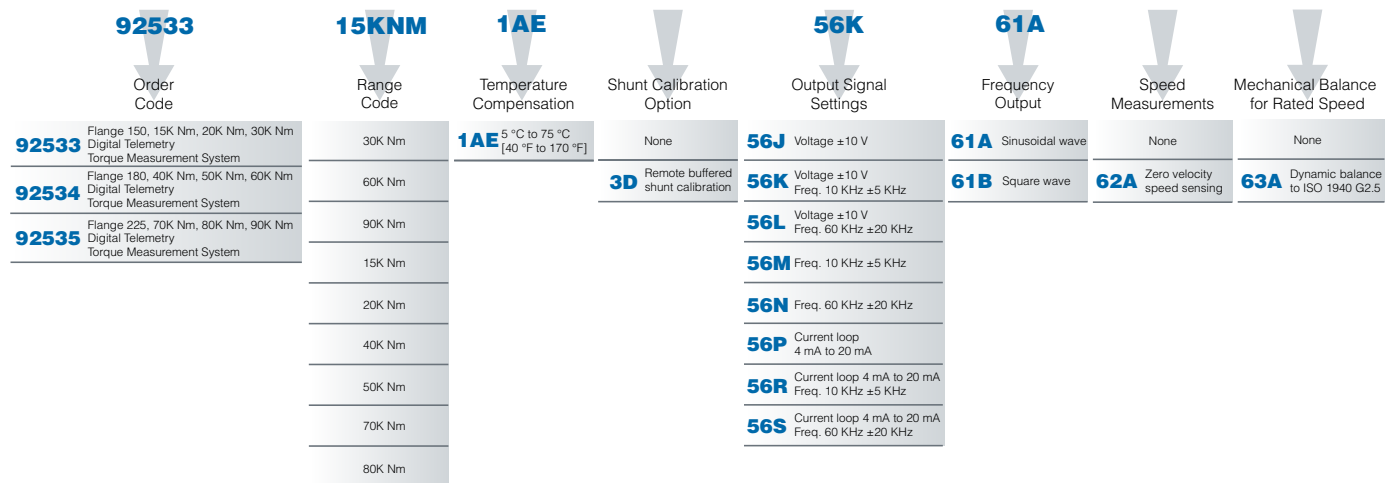 92533 15KNM 1AE 56K 61A
Order
Code
Range
Code
Temperature
Compensation
Shunt Calibration
Option
Output Signal
Settings
Frequency
Output
Speed
Measurements
Mechanical Balance
for Rated Speed
92533
Flange 150, 15K Nm, 20K Nm, 30K Nm
Digital Telemetry
Torque Measurement System
92534
Flange 180, 40K Nm, 50K Nm, 60K Nm
Digital Telemetry
Torque Measurement System
92535
Flange 225, 70K Nm, 80K Nm, 90K Nm
Digital Telemetry
Torque Measurement System
30K Nm
60K Nm
90K Nm
15K Nm
20K Nm
40K Nm
50K Nm
70K Nm
80K Nm
1AE
5 °C to 75 °C
[40 °F to 170 °F]
None
3D
Remote buffered
shunt calibration
56J Voltage ±10 V
56K
Voltage ±10 V
Freq. 10 KHz ±5 KHz
56L
Voltage ±10 V
Freq. 60 KHz ±20 KHz
56M Freq. 10 KHz ±5 KHz
56N Freq. 60 KHz ±20 KHz
56P
Current loop
4 mA to 20 mA
56R
Current loop 4 mA to 20 mA
Freq. 10 KHz ±5 KHz
56S
Current loop 4 mA to 20 mA
Freq. 60 KHz ±20 KHz
61A Sinusoidal wave
61B Square wave
None
62A
Zero velocity
speed sensing
None
63A
Dynamic balance
to ISO 1940 G2.5